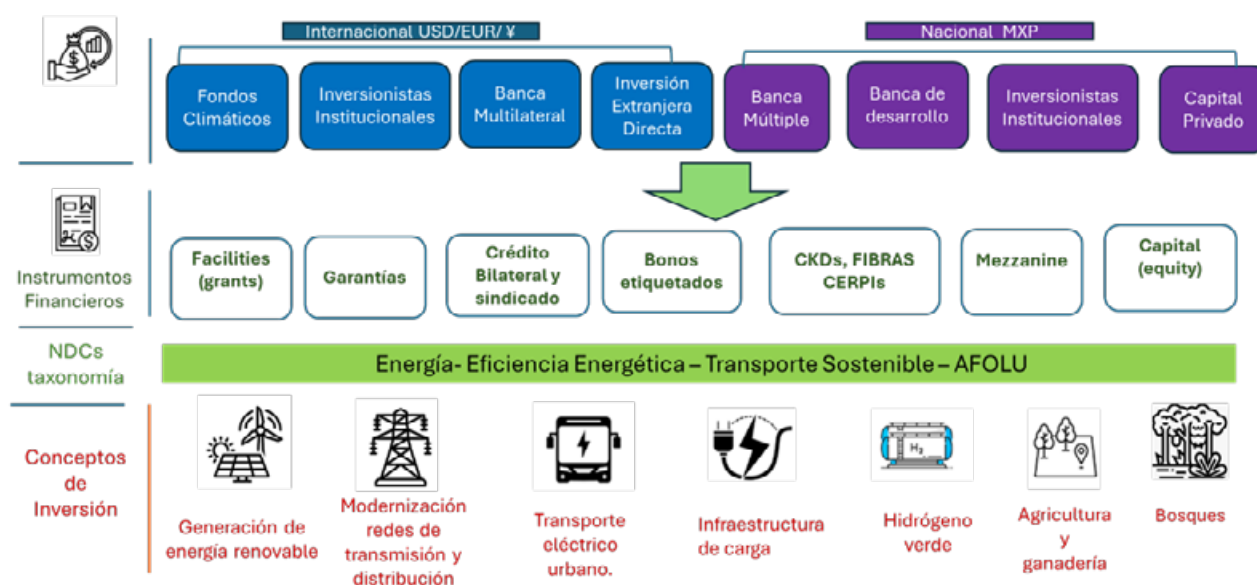 Internacional USD/EUR/ ¥
Nacional MXP
Fondos
Climáticos
Inversionistas
Institucionales
Banca
Multilateral
Inversión
Extranjera
Directa
Banca
Múltiple
Banca de
desarrollo
Inversionistas
Institucionales
Capital
Privado
Instrumentos
Financieros
Facilities
(grants)
Garantías
Crédito
Bilateral y
sindicado
Bonos
etiquetados
CKDs, FIBRAS
CERPIs
Mezzanine
Capital
(equity)
NDCs
taxonomía
Energía- Eficiencia Energética – Transporte Sostenible – AFOLU
Conceptos
de
Inversión
Generación de
energía renovable
Modernización
redes de
transmisión y
distribución
Transporte
eléctrico
urbano.
Infraestructura
de carga
H₂
Hidrógeno
verde
Agricultura
y
ganadería
Bosques